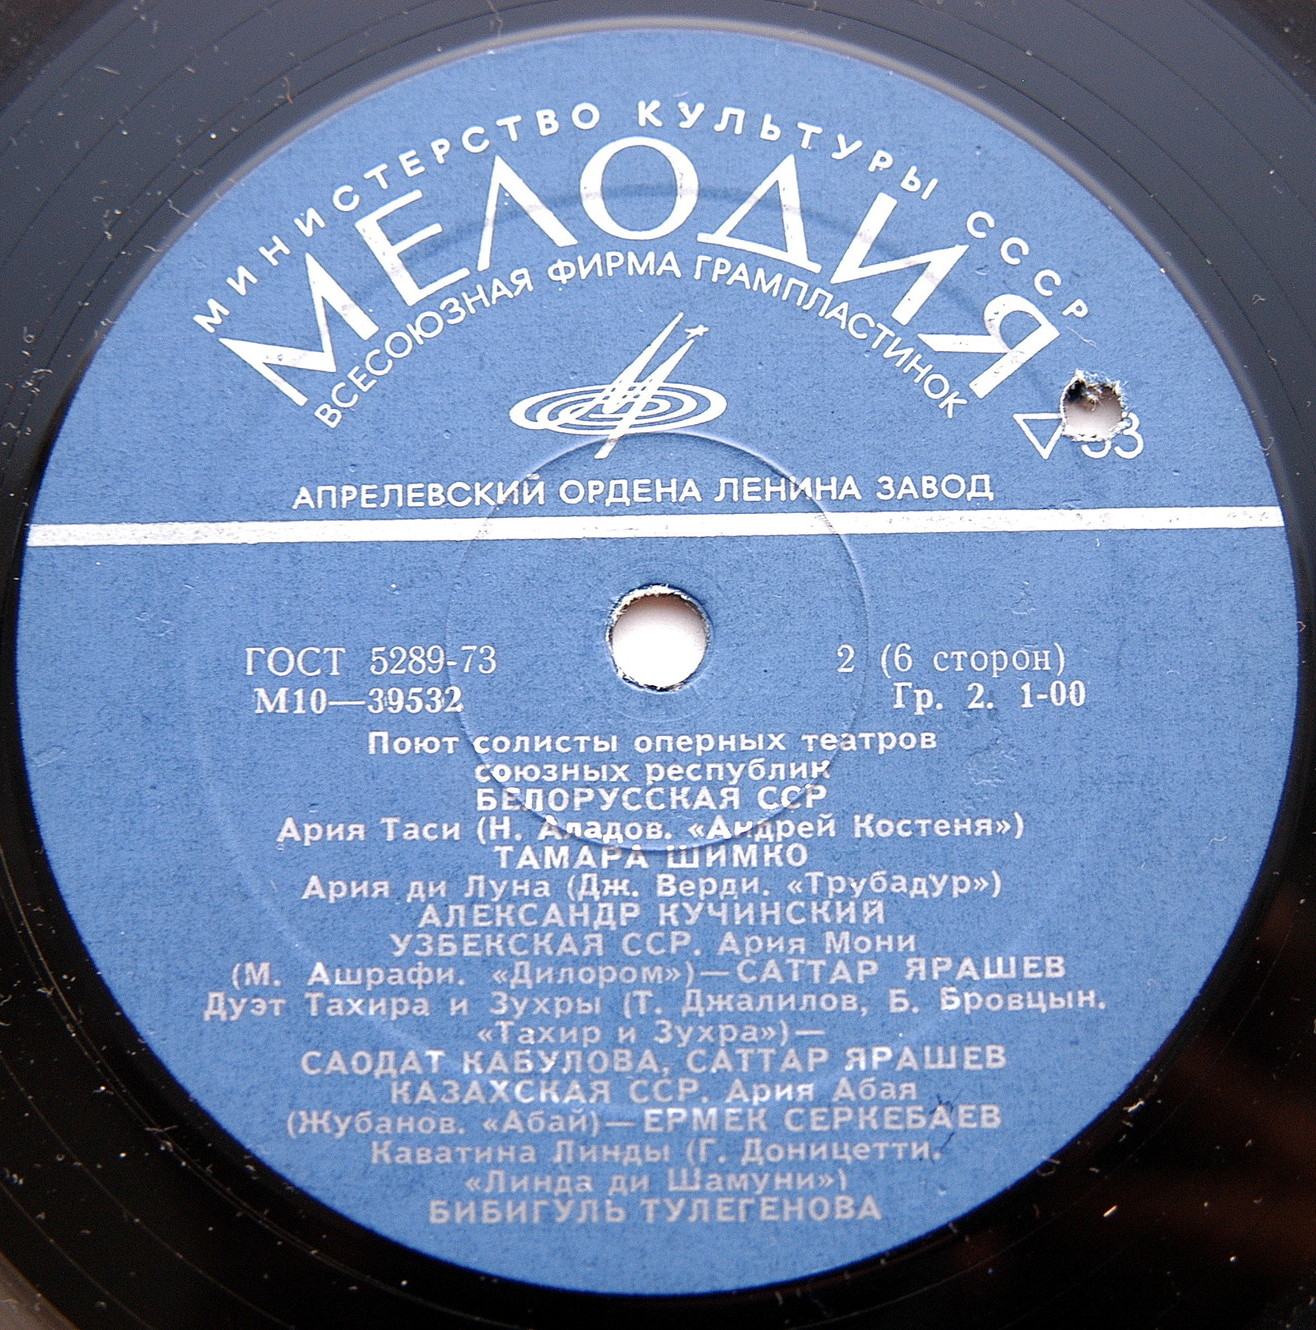 МИНИСТЕРСТВО КУЛЬТУРЫ СССР
МЕЛОДИЯ
ВСЕСОЮЗНАЯ ФИРМА ГРАМПЛАСТИНОК
33
АПРЕЛЕВСКИЙ ОРДЕНА ЛЕНИНА ЗАВОД
ГОСТ 5289-73 2 (6 сторон)
М10—39532 Гр. 2. 1-00
Поют солисты оперных театров
союзных республик
БЕЛОРУССКАЯ ССР
Ария Таси (Н. Аладов. «Андрей Костеня»)
ТАМАРА ШИМКО
Ария ди Луна (Дж. Верди. «Трубадур»)
АЛЕКСАНДР КУЧИНСКИЙ
УЗБЕКСКАЯ ССР. Ария Мони
(М. Ашрафи. «Дилором»)—САТТАР ЯРАШЕВ
Дуэт Тахира и Зухры (Т. Джалилов, Б. Бровцын.
«Тахир и Зухра»)—
САОДАТ КАБУЛОВА, САТТАР ЯРАШЕВ
КАЗАХСКАЯ ССР. Ария Абая
(Жубанов. «Абай)—ЕРМЕК СЕРКЕБАЕВ
Каватина Линды (Г. Доницетти.
«Линда ди Шамуни»)
БИБИГУЛЬ ТУЛЕГЕНОВА